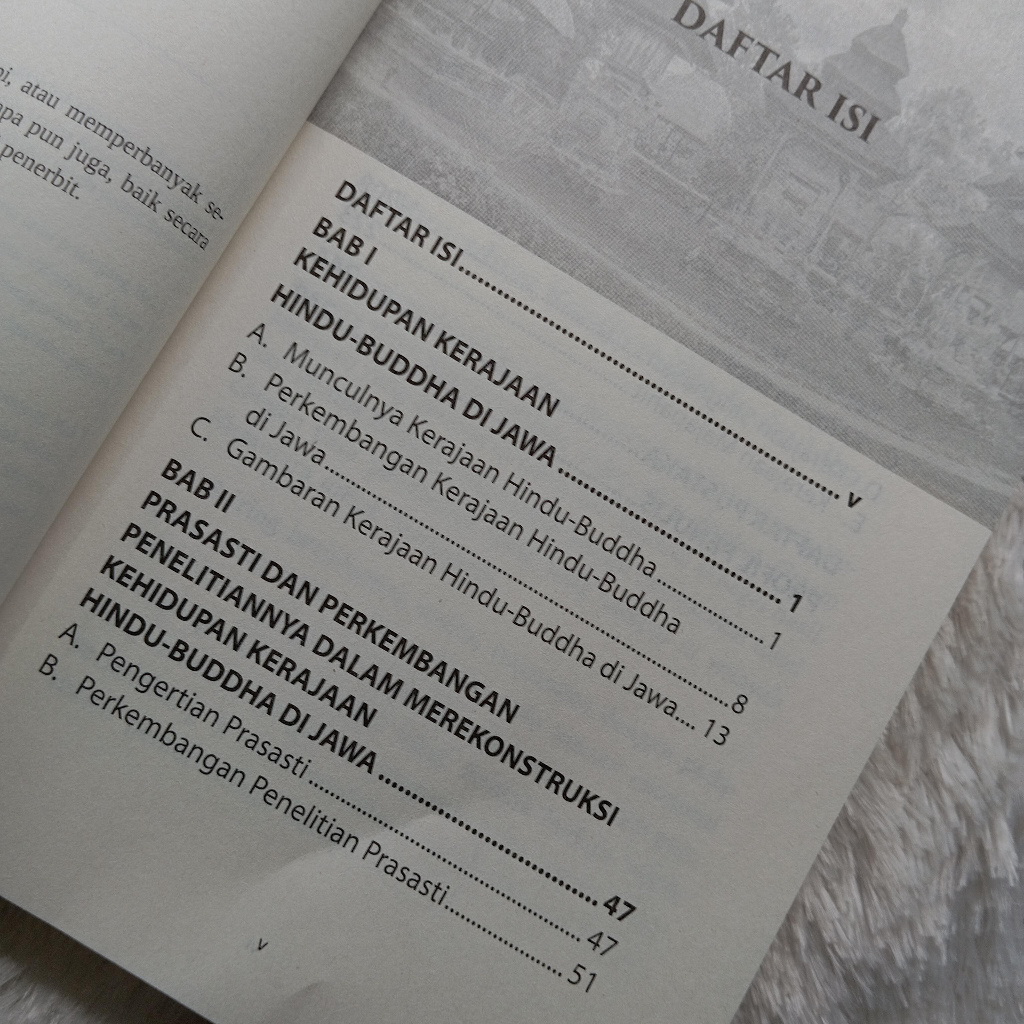 atau memperbanyak se-
pun juga, baik secara
penerbit.
DAFTAR ISI
DAFTAR ISI.......................................................... v
BAB I
KEHIDUPAN KERAJAAN
HINDU-BUDDHA DI JAWA................................. 1
A. Munculnya Kerajaan Hindu-Buddha................ 1
B. Perkembangan Kerajaan Hindu-Buddha
di Jawa............................................................ 8
C. Gambaran Kerajaan Hindu-Buddha di Jawa.... 13
BAB II
PRASASTI DAN PERKEMBANGAN
PENELITIANNYA DALAM MEREKONSTRUKSI
KEHIDUPAN KERAJAAN
HINDU-BUDDHA DI JAWA................................. 47
A. Pengertian Prasasti......................................... 47
B. Perkembangan Penelitian Prasasti.................. 51
v